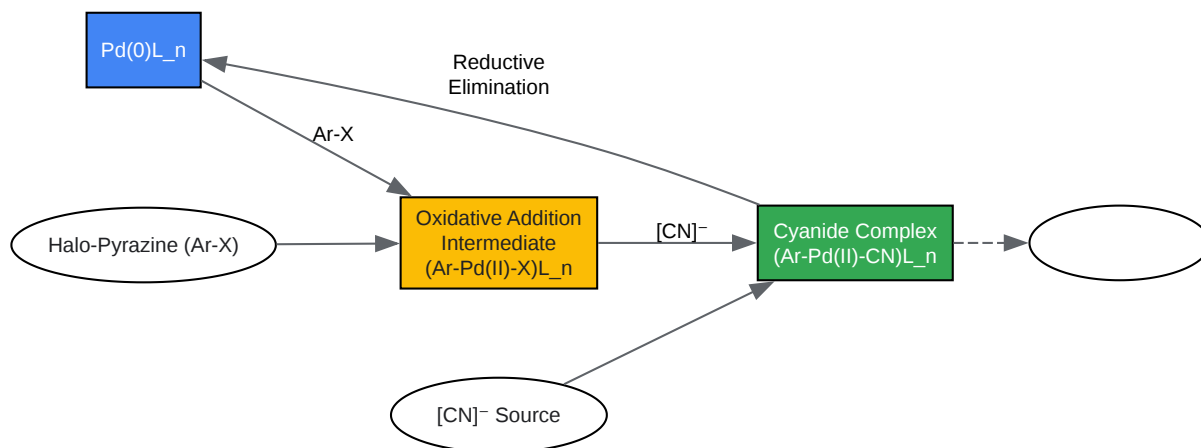 Pd(0)L_n
Reductive
Elimination
Ar-X
Halo-Pyrazine (Ar-X)
Oxidative Addition
Intermediate
(Ar-Pd(II)-X)L_n
[CN]⁻
Cyanide Complex
(Ar-Pd(II)-CN)L_n
[CN]⁻ Source